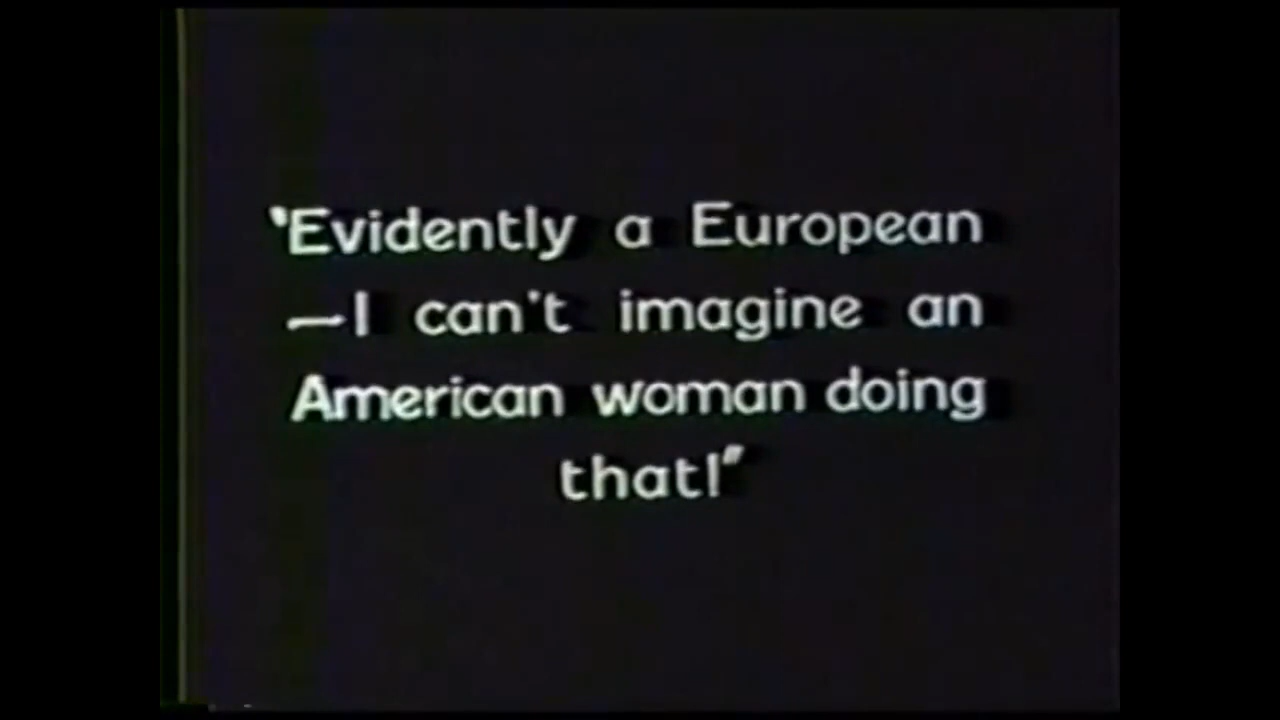 "Evidently a European
—I can't imagine an
American woman doing
that!"